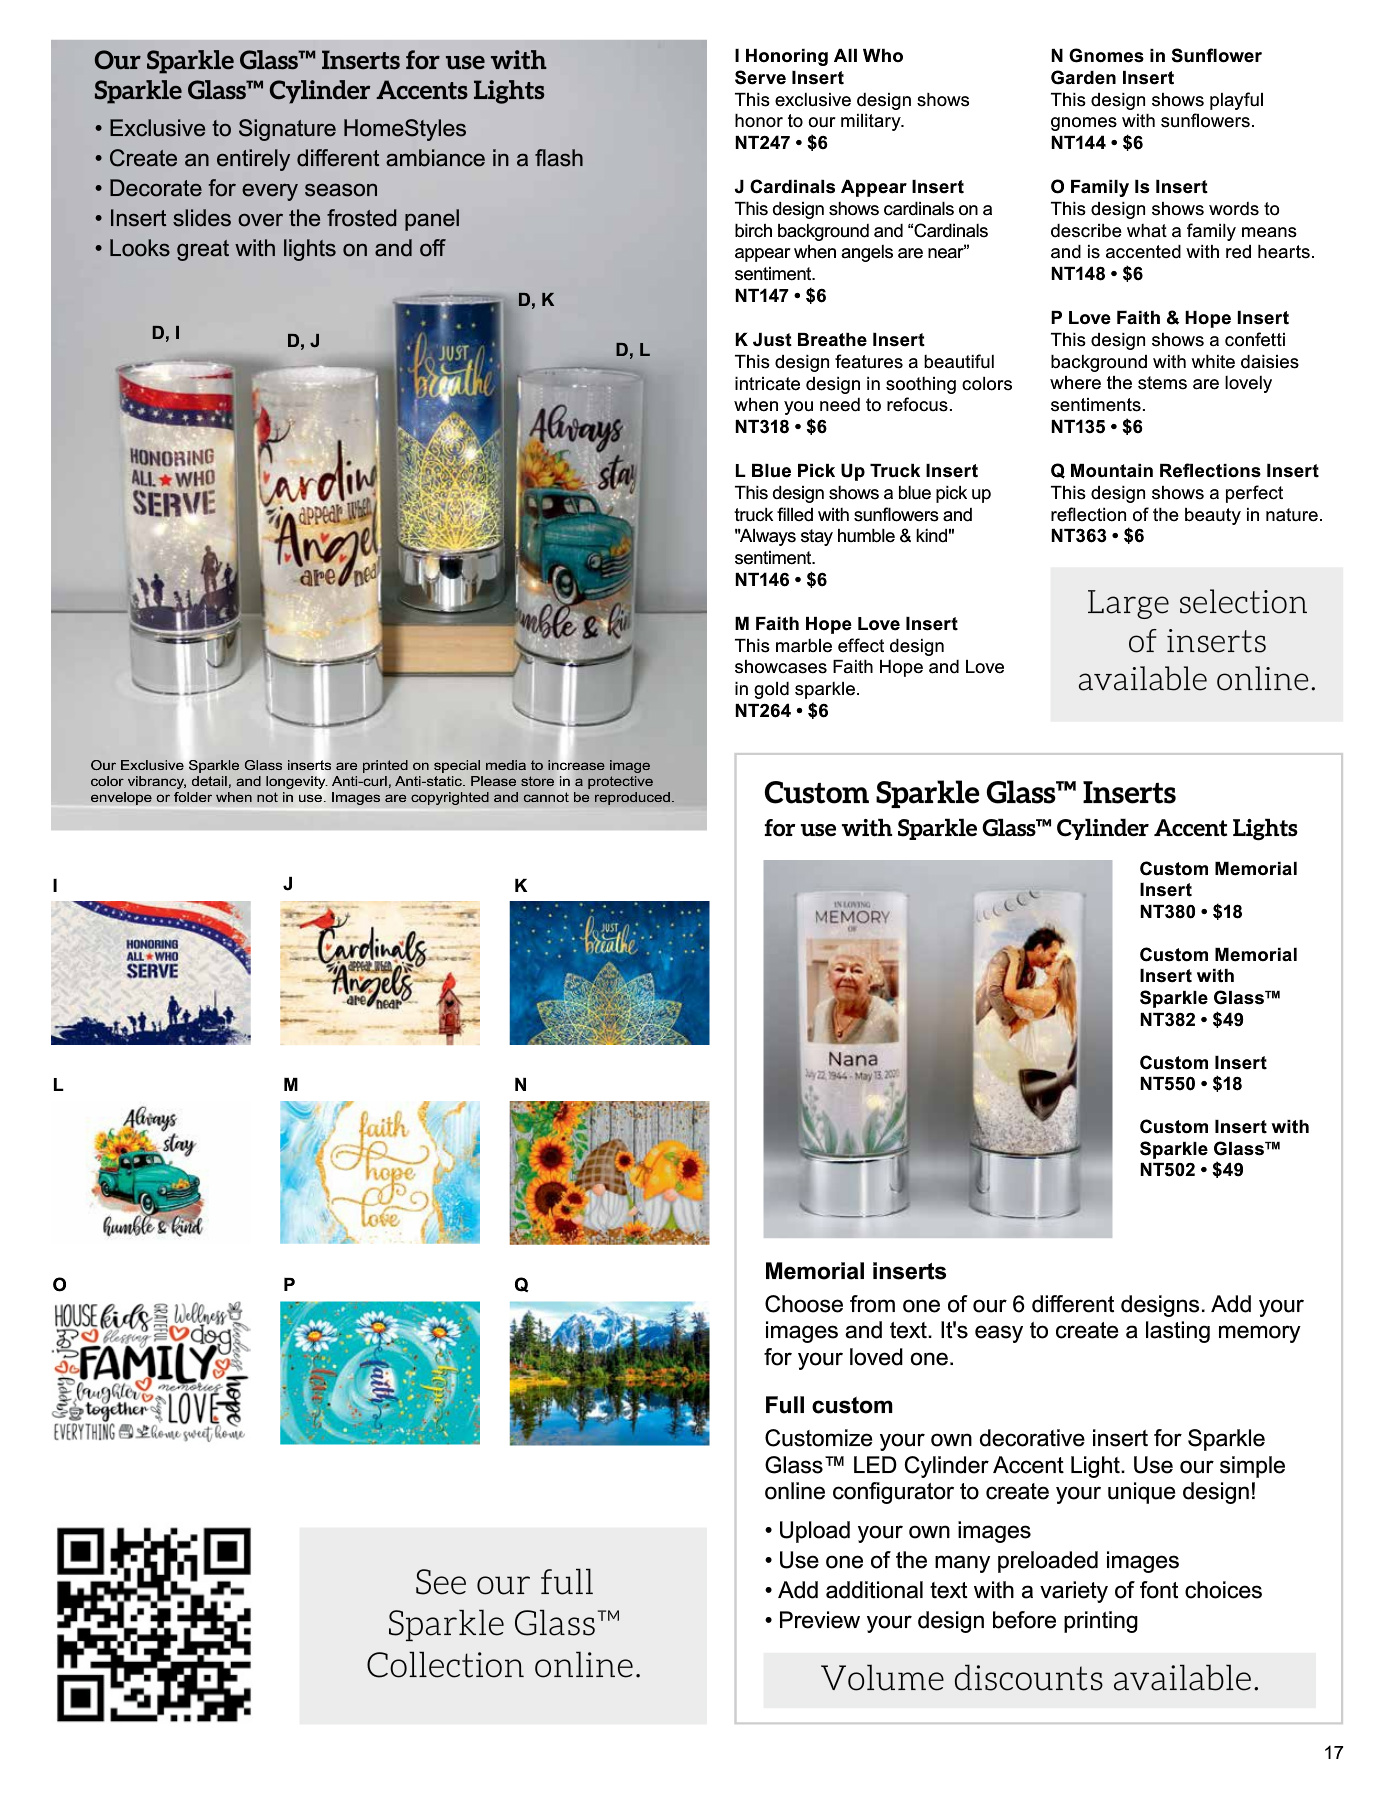 Our Sparkle Glass™ Inserts for use with
Sparkle Glass™ Cylinder Accents Lights
• Exclusive to Signature HomeStyles
• Create an entirely different ambiance in a flash
• Decorate for every season
• Insert slides over the frosted panel
• Looks great with lights on and off
D, I
D, J
D, K
D, L
HONORING
ALL WHO
SERVE
Cardin
appear when
Angel
are near
JUST
breathe
Always
stay
humble & kin
Our Exclusive Sparkle Glass inserts are printed on special media to increase image
color vibrancy, detail, and longevity. Anti-curl, Anti-static. Please store in a protective
envelope or folder when not in use. Images are copyrighted and cannot be reproduced.
I Honoring All Who
Serve Insert
This exclusive design shows
honor to our military.
NT247 • $6
J Cardinals Appear Insert
This design shows cardinals on a
birch background and “Cardinals
appear when angels are near”
sentiment.
NT147 • $6
K Just Breathe Insert
This design features a beautiful
intricate design in soothing colors
when you need to refocus.
NT318 • $6
L Blue Pick Up Truck Insert
This design shows a blue pick up
truck filled with sunflowers and
"Always stay humble & kind"
sentiment.
NT146 • $6
M Faith Hope Love Insert
This marble effect design
showcases Faith Hope and Love
in gold sparkle.
NT264 • $6
N Gnomes in Sunflower
Garden Insert
This design shows playful
gnomes with sunflowers.
NT144 • $6
O Family Is Insert
This design shows words to
describe what a family means
and is accented with red hearts.
NT148 • $6
P Love Faith & Hope Insert
This design shows a confetti
background with white daisies
where the stems are lovely
sentiments.
NT135 • $6
Q Mountain Reflections Insert
This design shows a perfect
reflection of the beauty in nature.
NT363 • $6
Large selection
of inserts
available online.
I
HONORING
ALL WHO
SERVE
J
Cardinals
appear when
Angels
are near
K
JUST
breathe
L
Always
stay
humble & kind
M
faith
hope
love
N
O
HOUSE kids GRATEFUL Wellness
blessing dog
FAMILY
laughter memories hope
happy together LOVE
EVERYTHING home sweet home
P
love faith hope
Q
See our full
Sparkle Glass™
Collection online.
Custom Sparkle Glass™ Inserts
for use with Sparkle Glass™ Cylinder Accent Lights
IN LOVING
MEMORY
OF
Nana
July 22, 1944 - May 13, 2020
Custom Memorial
Insert
NT380 • $18
Custom Memorial
Insert with
Sparkle Glass™
NT382 • $49
Custom Insert
NT550 • $18
Custom Insert with
Sparkle Glass™
NT502 • $49
Memorial inserts
Choose from one of our 6 different designs. Add your
images and text. It's easy to create a lasting memory
for your loved one.
Full custom
Customize your own decorative insert for Sparkle
Glass™ LED Cylinder Accent Light. Use our simple
online configurator to create your unique design!
• Upload your own images
• Use one of the many preloaded images
• Add additional text with a variety of font choices
• Preview your design before printing
Volume discounts available.
17